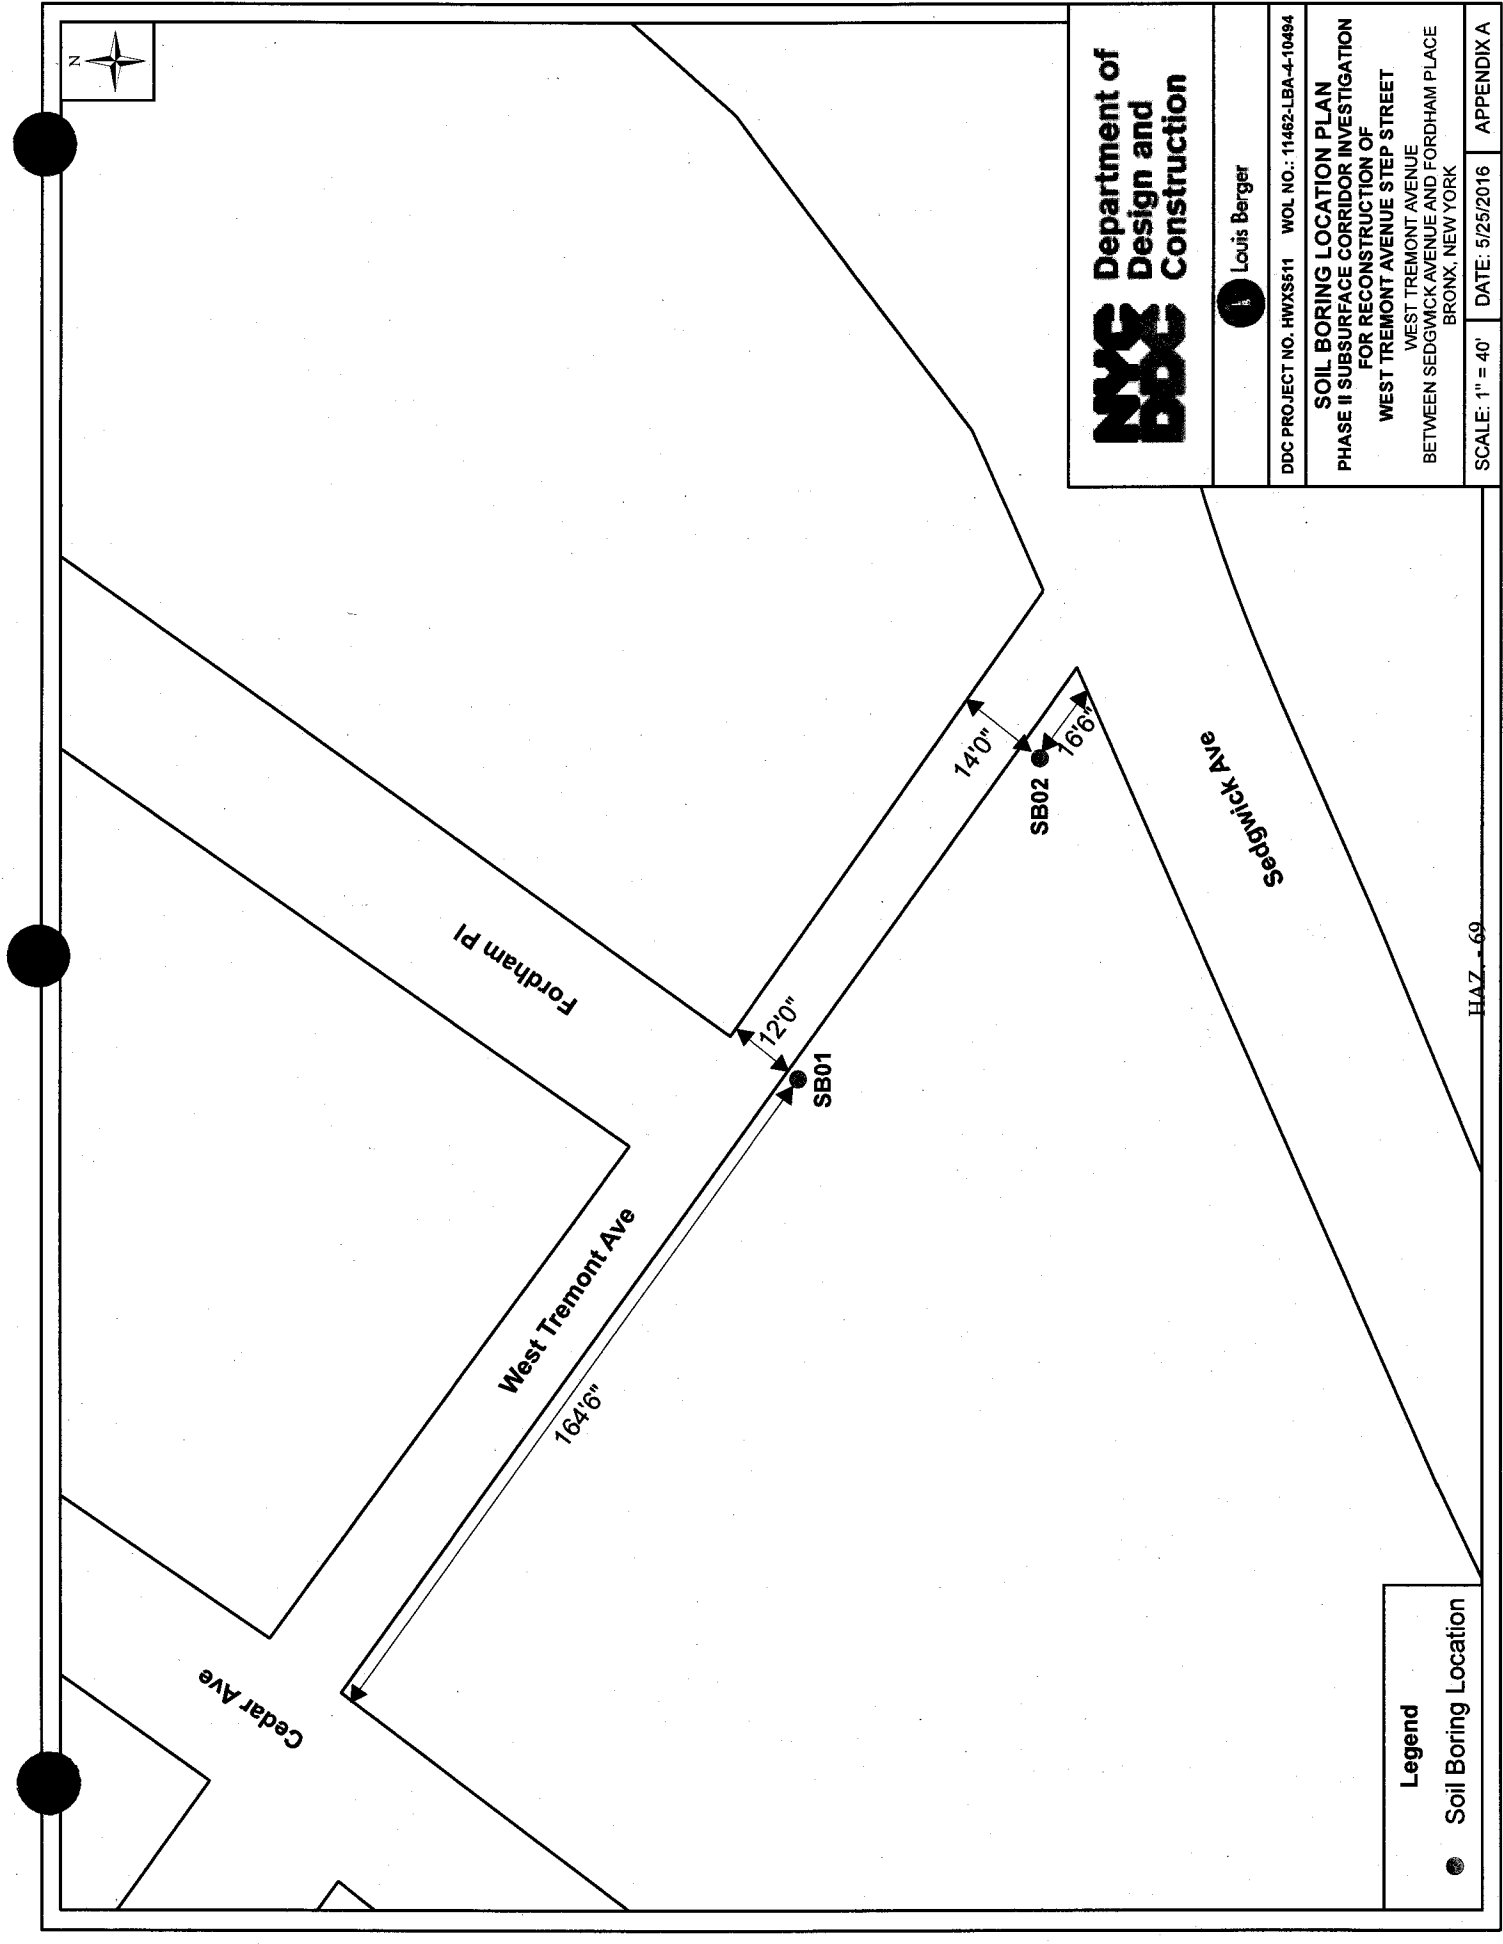 N
Fordham Pl
Cedar Ave
West Tremont Ave
Sedgwick Ave
164'6"
12'0"
14'0"
16'6"
SB01
SB02
Legend
Soil Boring Location
NYC
DDC
Department of
Design and
Construction
Louis Berger
DDC PROJECT NO. HWXS511 WOL NO.: 11462-LBA-4-10494
SOIL BORING LOCATION PLAN
PHASE II SUBSURFACE CORRIDOR INVESTIGATION
FOR RECONSTRUCTION OF
WEST TREMONT AVENUE STEP STREET
WEST TREMONT AVENUE
BETWEEN SEDGWICK AVENUE AND FORDHAM PLACE
BRONX, NEW YORK
SCALE: 1" = 40' DATE: 5/25/2016 APPENDIX A
HAZ. - 69